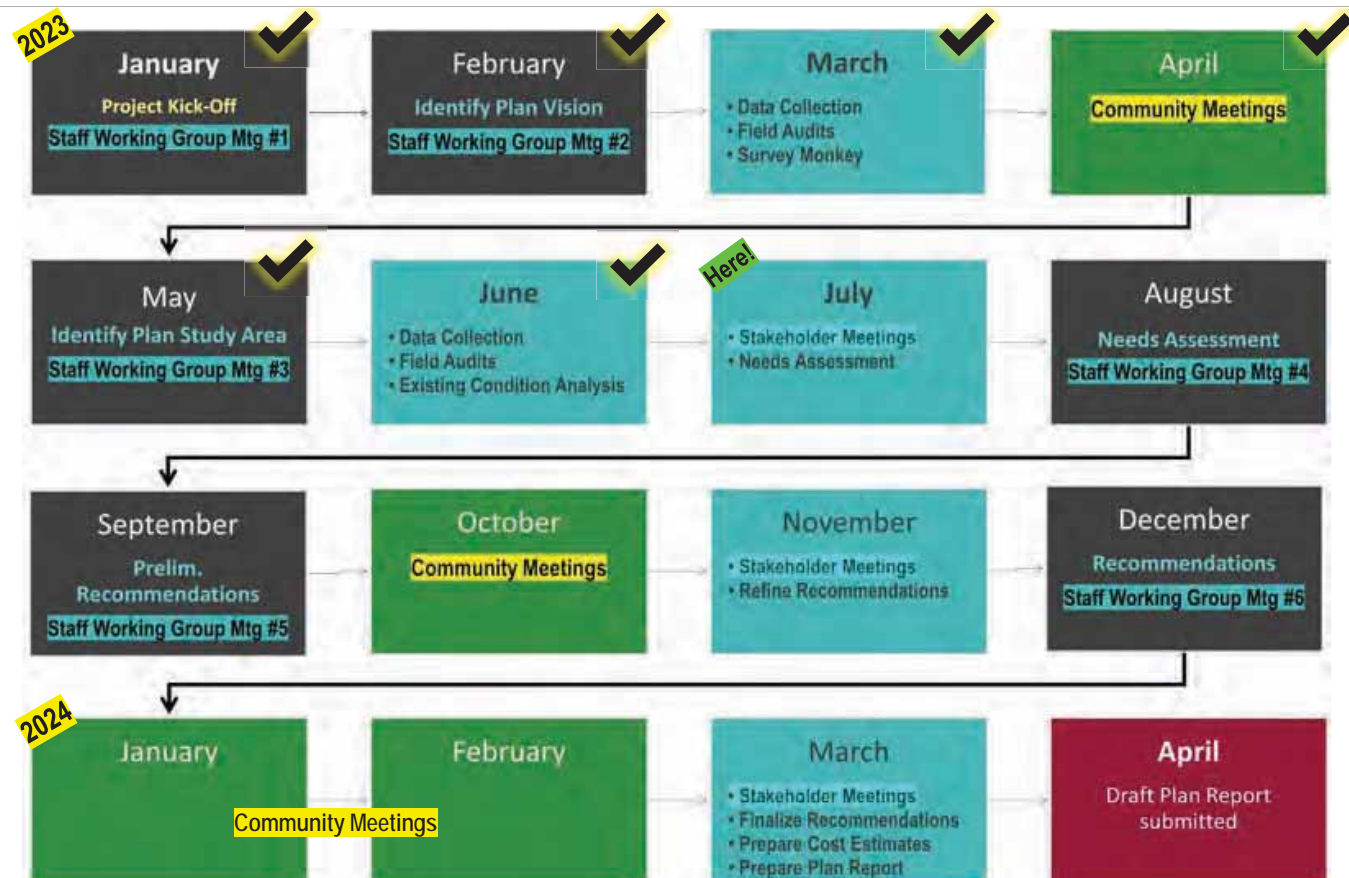 2023
January
Project Kick-Off
Staff Working Group Mtg #1
February
Identify Plan Vision
Staff Working Group Mtg #2
March
• Data Collection
• Field Audits
• Survey Monkey
April
Community Meetings
May
Identify Plan Study Area
Staff Working Group Mtg #3
June
• Data Collection
• Field Audits
• Existing Condition Analysis
Here!
July
• Stakeholder Meetings
• Needs Assessment
August
Needs Assessment
Staff Working Group Mtg #4
September
Prelim.
Recommendations
Staff Working Group Mtg #5
October
Community Meetings
November
• Stakeholder Meetings
• Refine Recommendations
December
Recommendations
Staff Working Group Mtg #6
2024
January
February
Community Meetings
March
• Stakeholder Meetings
• Finalize Recommendations
• Prepare Cost Estimates
• Prepare Plan Report
April
Draft Plan Report
submitted